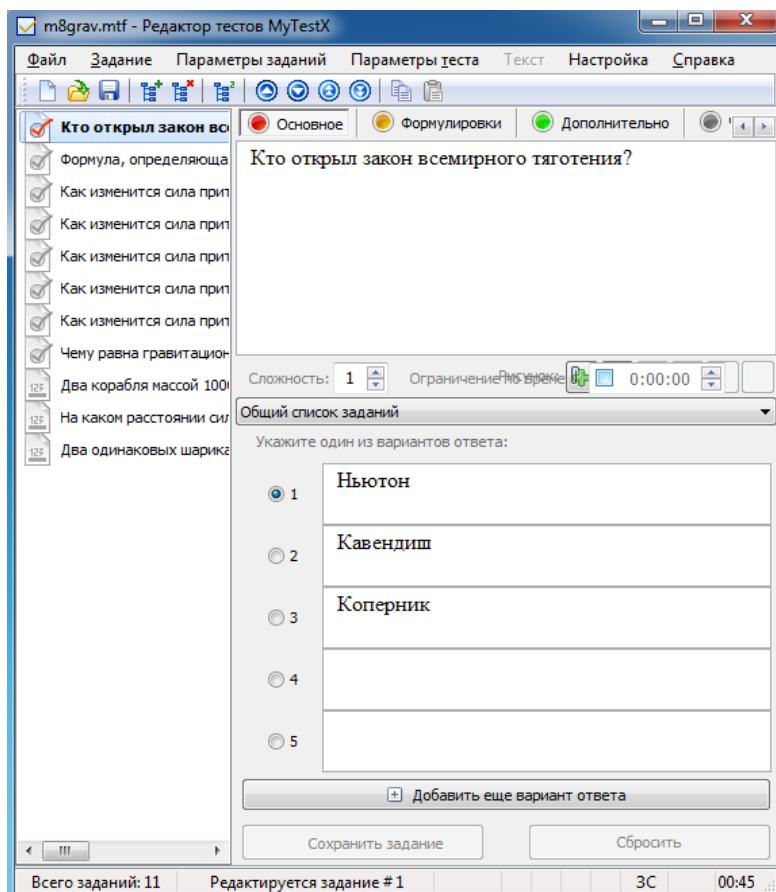 m8grav.mtf - Редактор тестов MyTestX
Файл Задание Параметры заданий Параметры теста Текст Настройка Справка
Основное Формулировки Дополнительно
Кто открыл закон вс
Формула, определяюща
Как изменится сила прит
Как изменится сила прит
Как изменится сила прит
Как изменится сила прит
Как изменится сила прит
Чему равна гравитацион
Два корабля массой 100
На каком расстоянии сил
Два одинаковых шарика
Кто открыл закон всемирного тяготения?
Сложность: 1 Ограничение по време 0:00:00
Общий список заданий
Укажите один из вариантов ответа:
1 Ньютон
2 Кавендиш
3 Коперник
4
5
Добавить еще вариант ответа
Сохранить задание Сбросить
Всего заданий: 11 Редактируется задание #1 ЗС 00:45